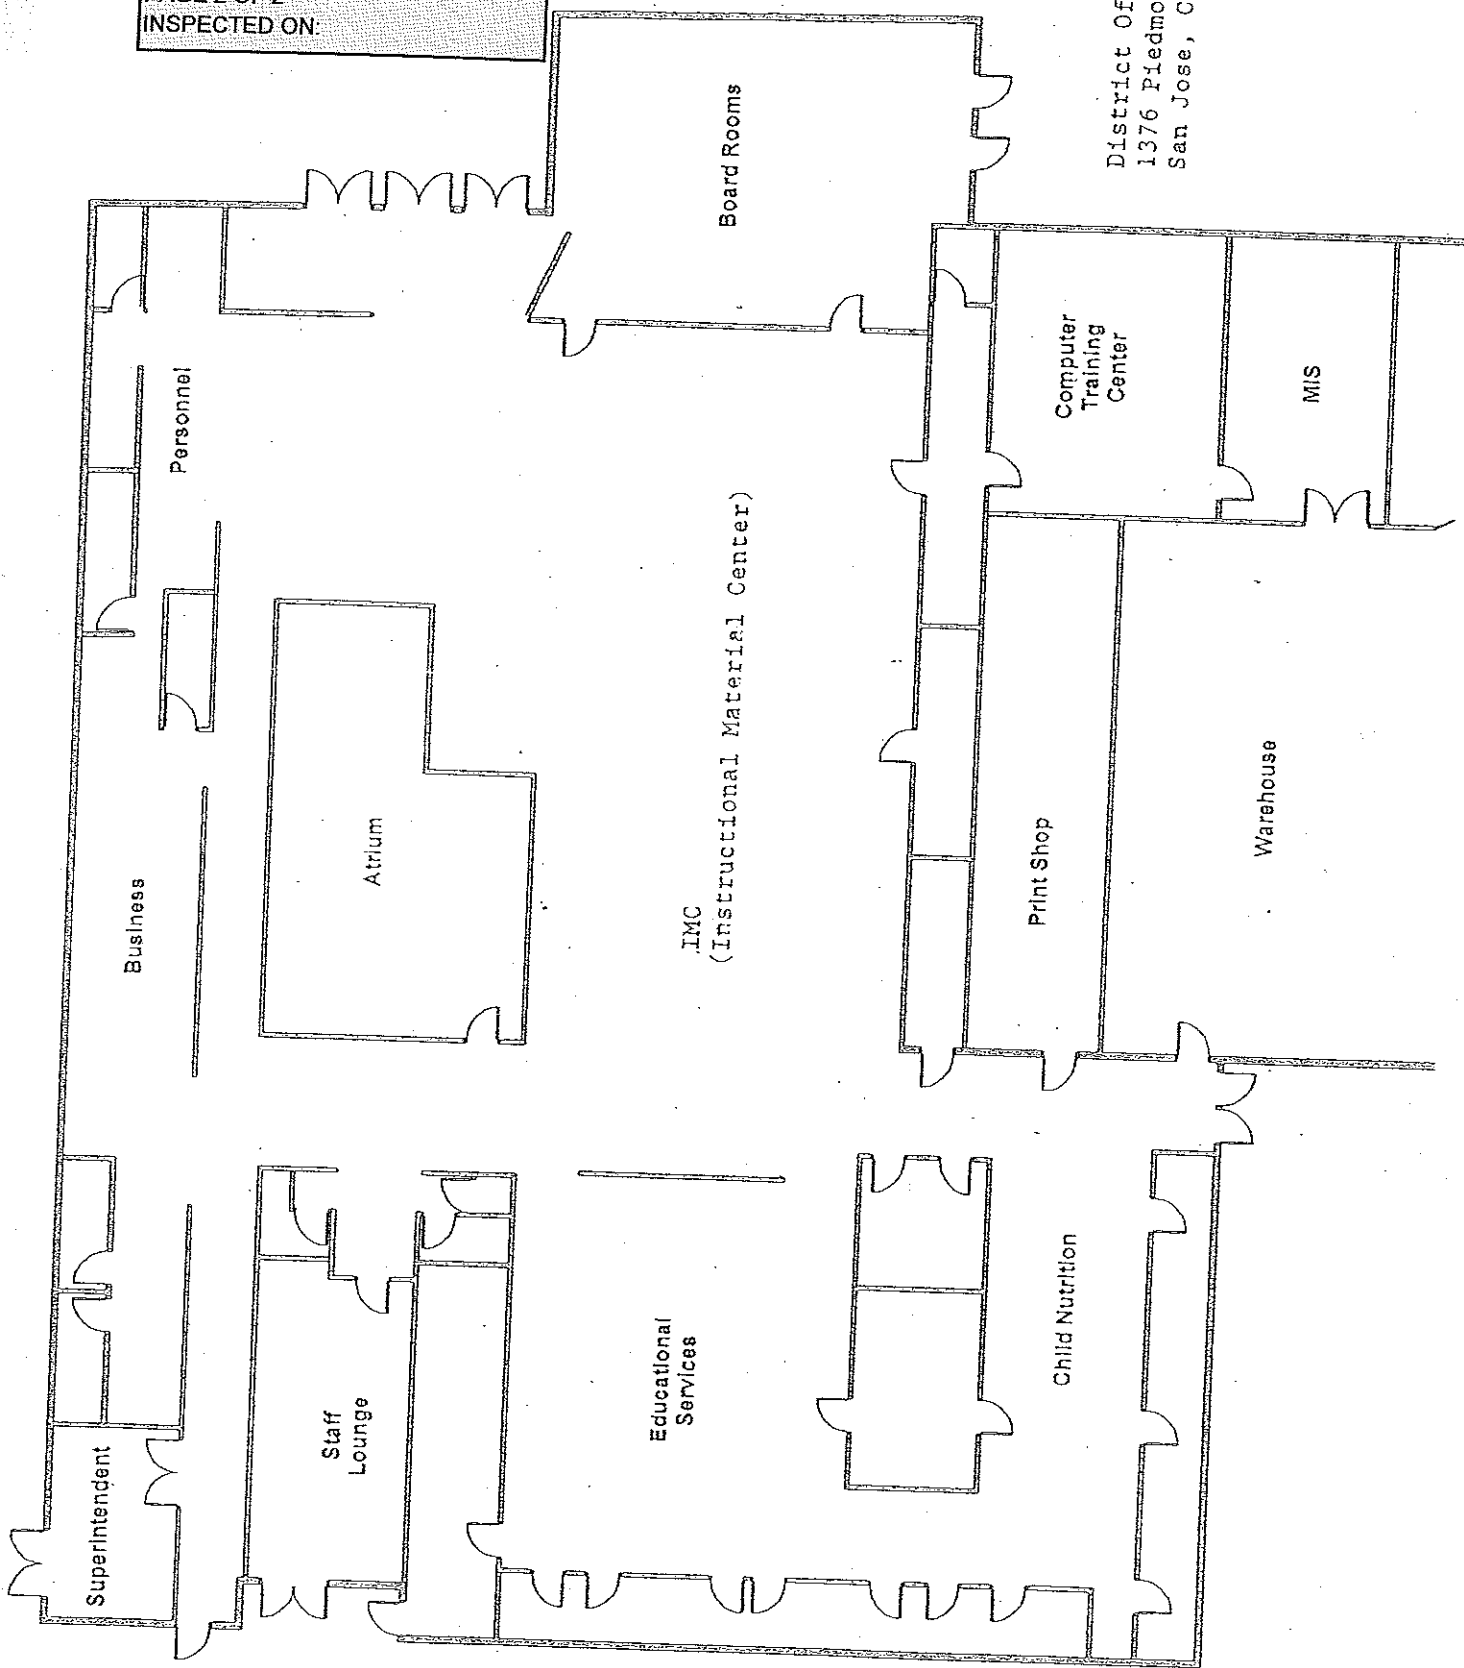 INSPECTED ON:
District Of
1376 Piedmo
San Jose, C
Board Rooms
Personnel
Computer
Training
Center
MIS
IMC
(Instructional Material Center)
Atrium
Business
Print Shop
Warehouse
Superintendent
Staff
Lounge
Educational
Services
Child Nutrition